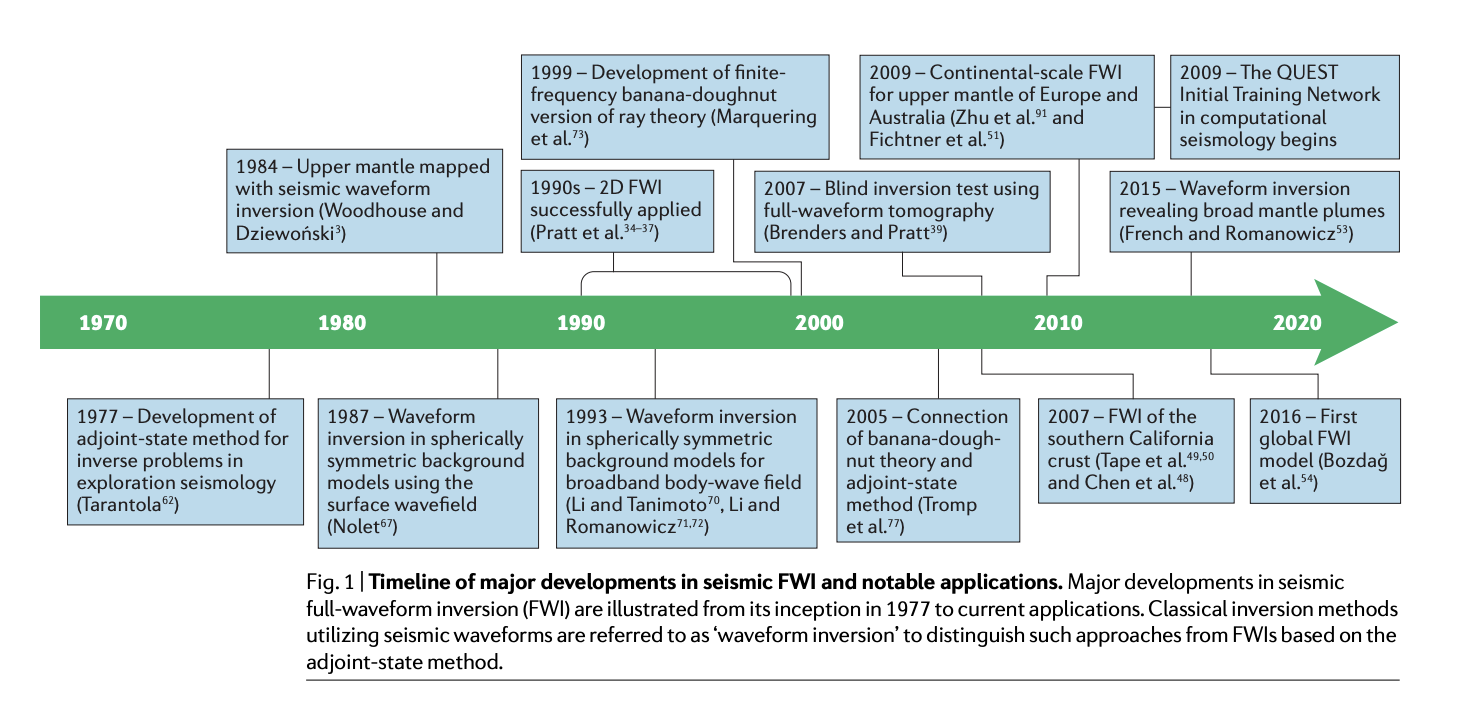 1999 – Development of finite-
frequency banana-doughnut
version of ray theory (Marquering
et al.⁷³)
2009 – Continental-scale FWI
for upper mantle of Europe and
Australia (Zhu et al.⁹¹ and
Fichtner et al.⁵¹)
2009 – The QUEST
Initial Training Network
in computational
seismology begins
1984 – Upper mantle mapped
with seismic waveform
inversion (Woodhouse and
Dziewoński³)
1990s – 2D FWI
successfully applied
(Pratt et al.³⁴⁻³⁷)
2007 – Blind inversion test using
full-waveform tomography
(Brenders and Pratt³⁹)
2015 – Waveform inversion
revealing broad mantle plumes
(French and Romanowicz⁵³)
1970 1980 1990 2000 2010 2020
1977 – Development of
adjoint-state method for
inverse problems in
exploration seismology
(Tarantola⁶²)
1987 – Waveform
inversion in spherically
symmetric background
models using the
surface wavefield
(Nolet⁶⁷)
1993 – Waveform inversion
in spherically symmetric
background models for
broadband body-wave field
(Li and Tanimoto⁷⁰, Li and
Romanowicz⁷¹,⁷²)
2005 – Connection
of banana-dough-
nut theory and
adjoint-state
method (Tromp
et al.⁷⁷)
2007 – FWI of the
southern California
crust (Tape et al.⁴⁹,⁵⁰
and Chen et al.⁴⁸)
2016 – First
global FWI
model (Bozdağ
et al.⁵⁴)
Fig. 1 | Timeline of major developments in seismic FWI and notable applications. Major developments in seismic
full-waveform inversion (FWI) are illustrated from its inception in 1977 to current applications. Classical inversion methods
utilizing seismic waveforms are referred to as ‘waveform inversion’ to distinguish such approaches from FWIs based on the
adjoint-state method.